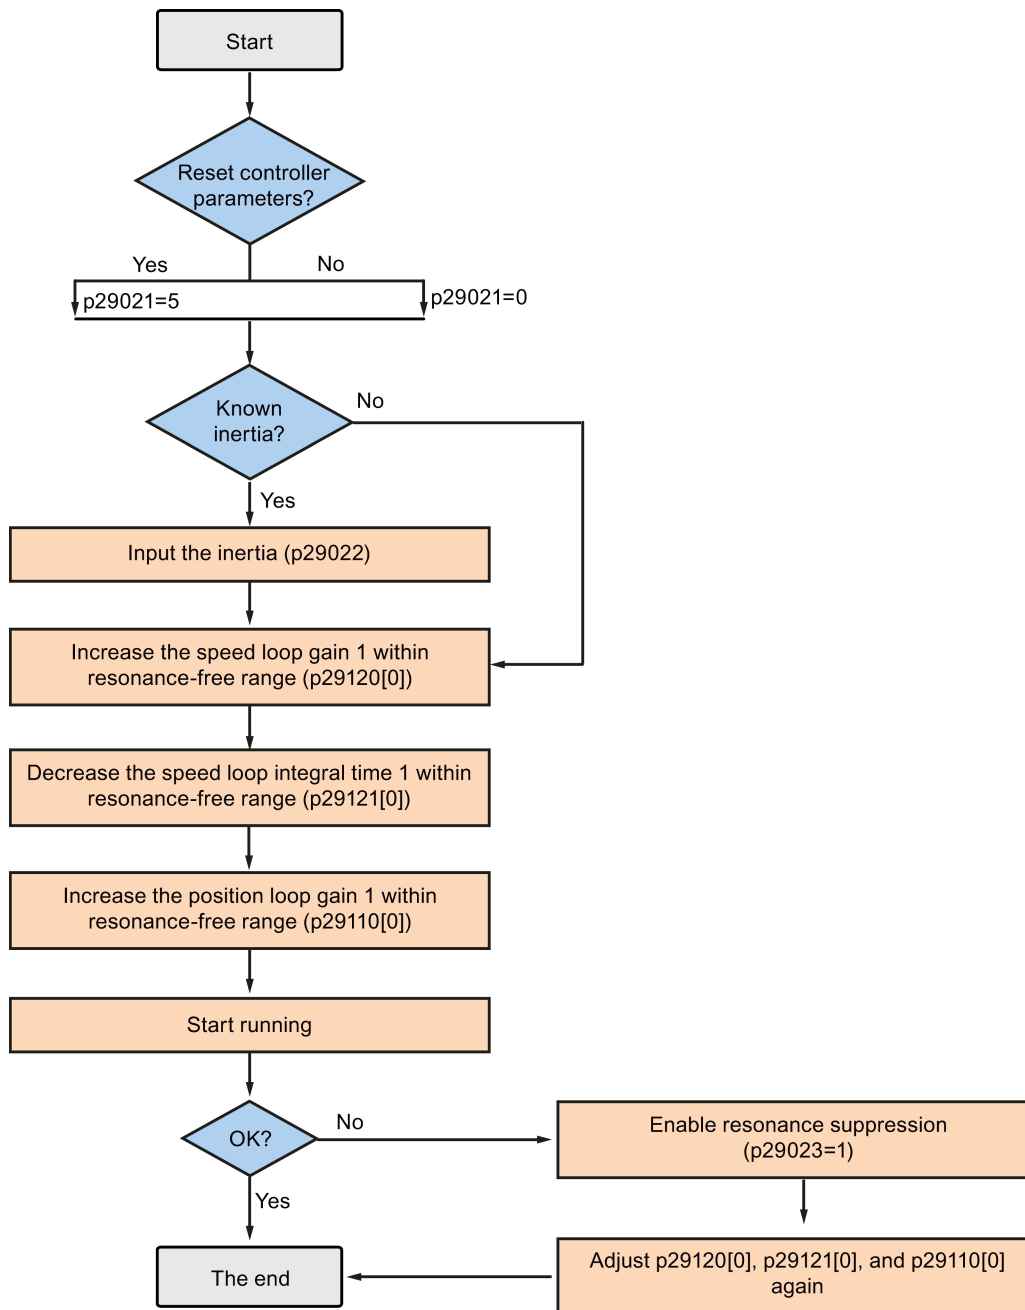 Start
Reset controller
parameters?
Yes
No
p29021=5
p29021=0
Known
inertia?
No
Yes
Input the inertia (p29022)
Increase the speed loop gain 1 within
resonance-free range (p29120[0])
Decrease the speed loop integral time 1 within
resonance-free range (p29121[0])
Increase the position loop gain 1 within
resonance-free range (p29110[0])
Start running
OK?
No
Enable resonance suppression
(p29023=1)
Yes
Adjust p29120[0], p29121[0], and p29110[0]
again
The end